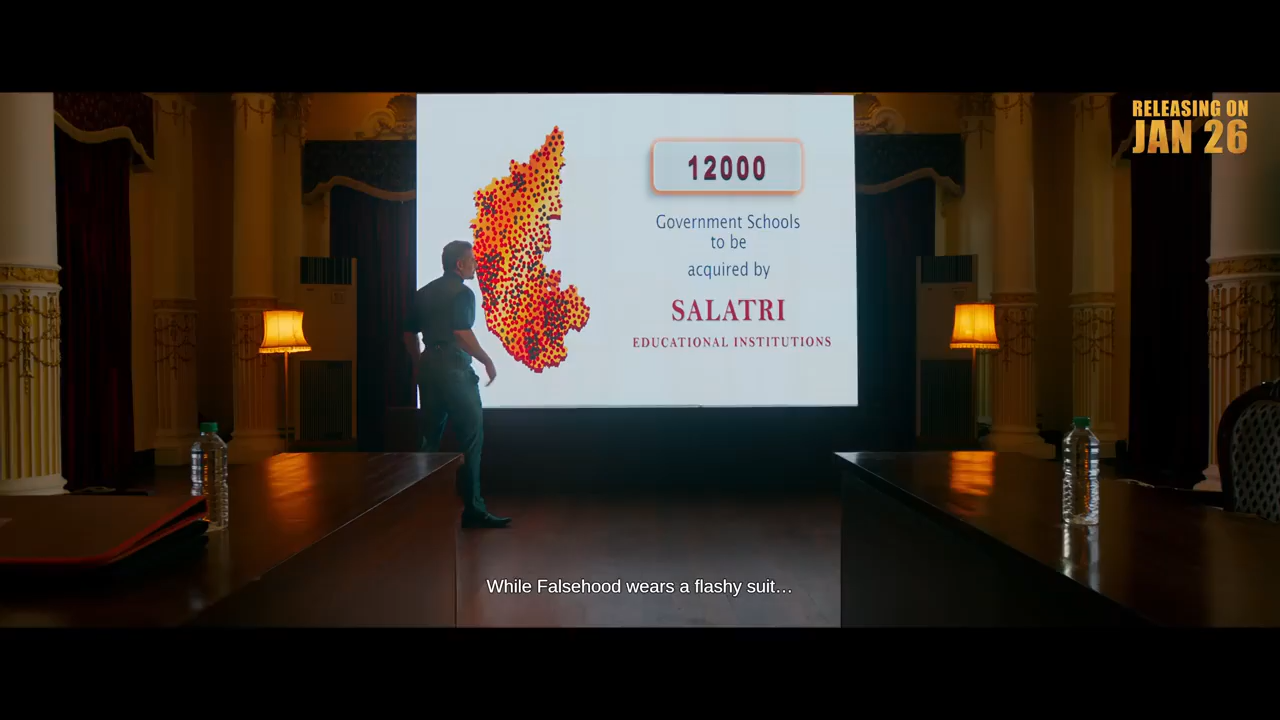 RELEASING ON
JAN 26
12000
Government Schools
to be
acquired by
SALATRI
EDUCATIONAL INSTITUTIONS
While Falsehood wears a flashy suit...